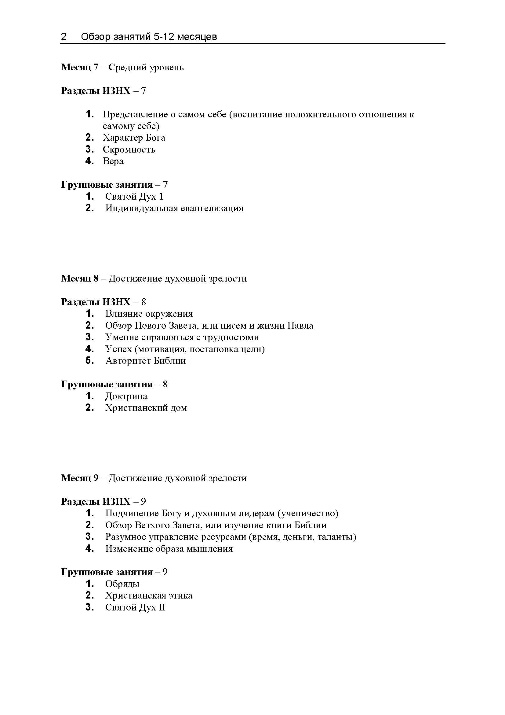 2 Обзор занятий 5-12 месяцев
Месяц 7 – Средний уровень
Разделы ИЗНХ – 7
1. Представление о самом себе (воспитание положительного отношения к
самому себе)
2. Характер Бога
3. Скромность
4. Вера
Групповые занятия – 7
1. Святой Дух 1
2. Индивидуальная евангелизация
Месяц 8 – Достижение духовной зрелости
Разделы ИЗНХ – 8
1. Влияние окружения
2. Обзор Нового Завета, или писем и жизни Павла
3. Умение справляться с трудностями
4. Успех (мотивация, постановка цели)
5. Авторитет Библии
Групповые занятия – 8
1. Доктрина
2. Христианский дом
Месяц 9 – Достижение духовной зрелости
Разделы ИЗНХ – 9
1. Подчинение Богу и духовным лидерам (ученичество)
2. Обзор Ветхого Завета, или изучение книги Библии
3. Разумное управление ресурсами (время, деньги, таланты)
4. Изменение образа мышления
Групповые занятия – 9
1. Обряды
2. Христианская этика
3. Святой Дух II